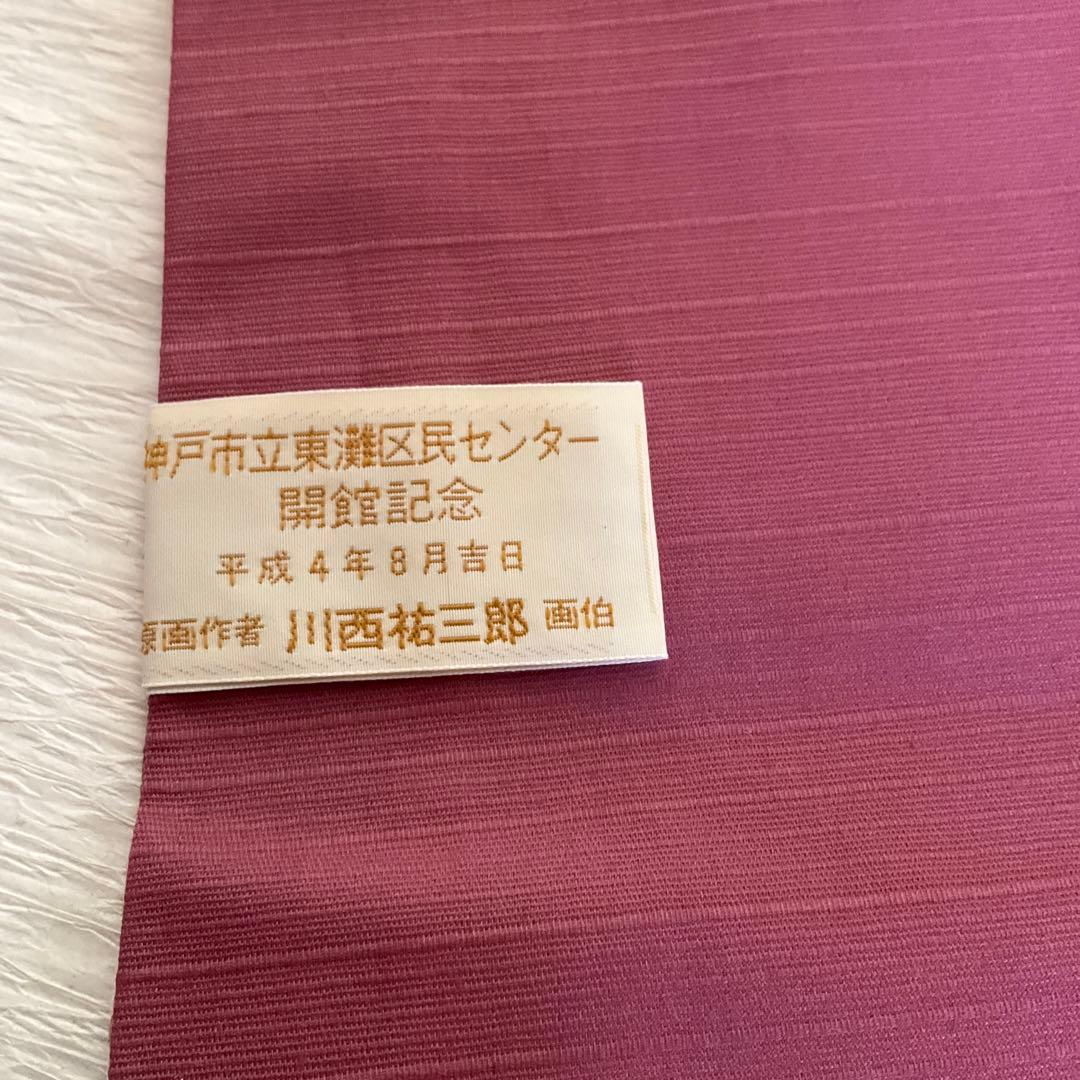 神戸市立東灘区民センター
開館記念
平成4年8月吉日
原画作者 川西祐三郎 画伯